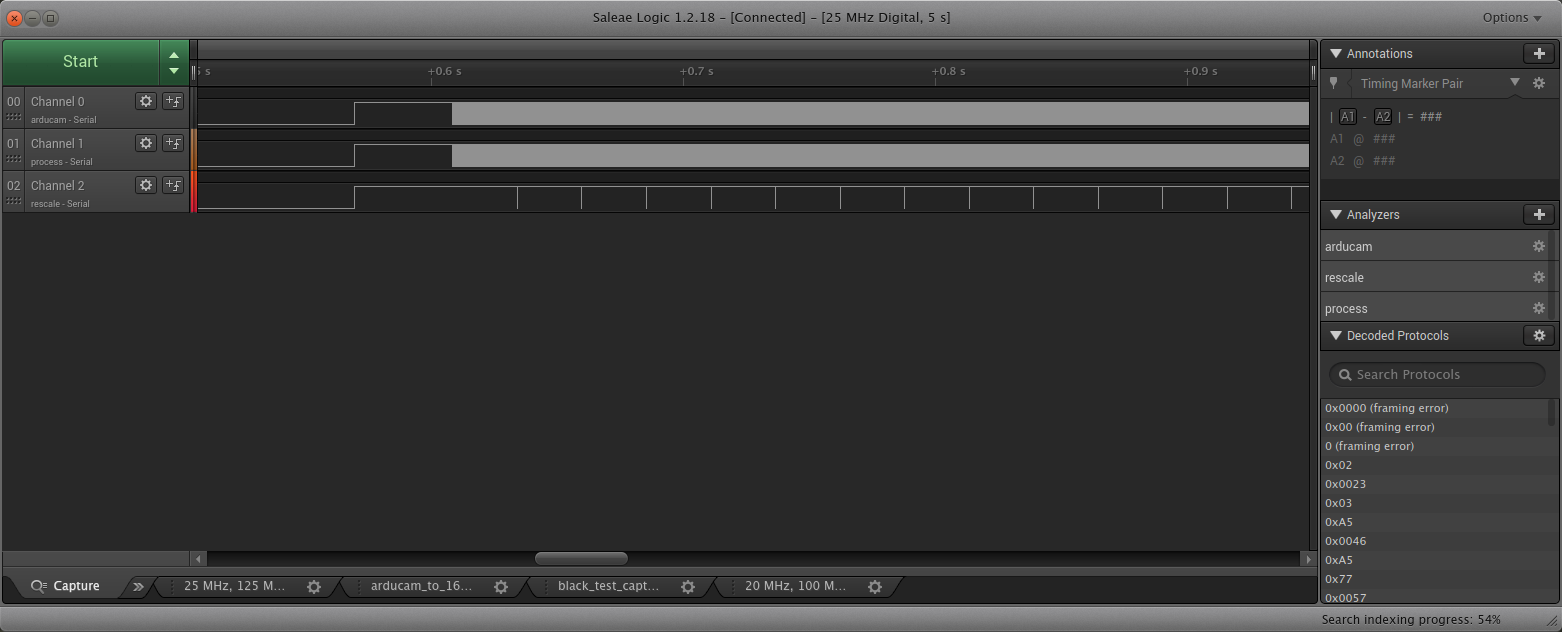 Saleae Logic 1.2.18 – [Connected] – [25 MHz Digital, 5 s]
Options
Start
s +0.6 s +0.7 s +0.8 s +0.9 s
00 Channel 0
arducam - Serial
01 Channel 1
process - Serial
02 Channel 2
rescale - Serial
Annotations
Timing Marker Pair
| A1 - A2 | = ###
A1 @ ###
A2 @ ###
Analyzers
arducam
rescale
process
Decoded Protocols
Search Protocols
0x0000 (framing error)
0x00 (framing error)
0 (framing error)
0x02
0x0023
0x03
0xA5
0x0046
0xA5
0x77
0x0057
Capture
25 MHz, 125 M...
arducam_to_16...
black_test_capt...
20 MHz, 100 M...
Search indexing progress: 54%